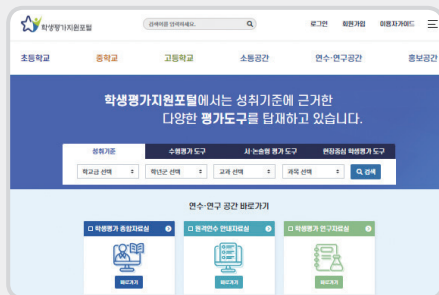 학생평가지원포털
검색어를 입력하세요.
로그인 회원가입 이용자가이드
초등학교 중학교 고등학교 소통공간 연수·연구공간 홍보공간
학생평가지원포털에서는 성취기준에 근거한
다양한 평가도구를 탑재하고 있습니다.
성취기준 수행평가 도구 서·논술형 평가 도구 현장중심 학생평가 도구
학교급 선택 학년군 선택 교과 선택 과목 선택 검색
연수·연구 공간 바로가기
학생평가 종합자료실 원격연수 안내자료실 학생평가 연구자료실
바로가기 바로가기 바로가기